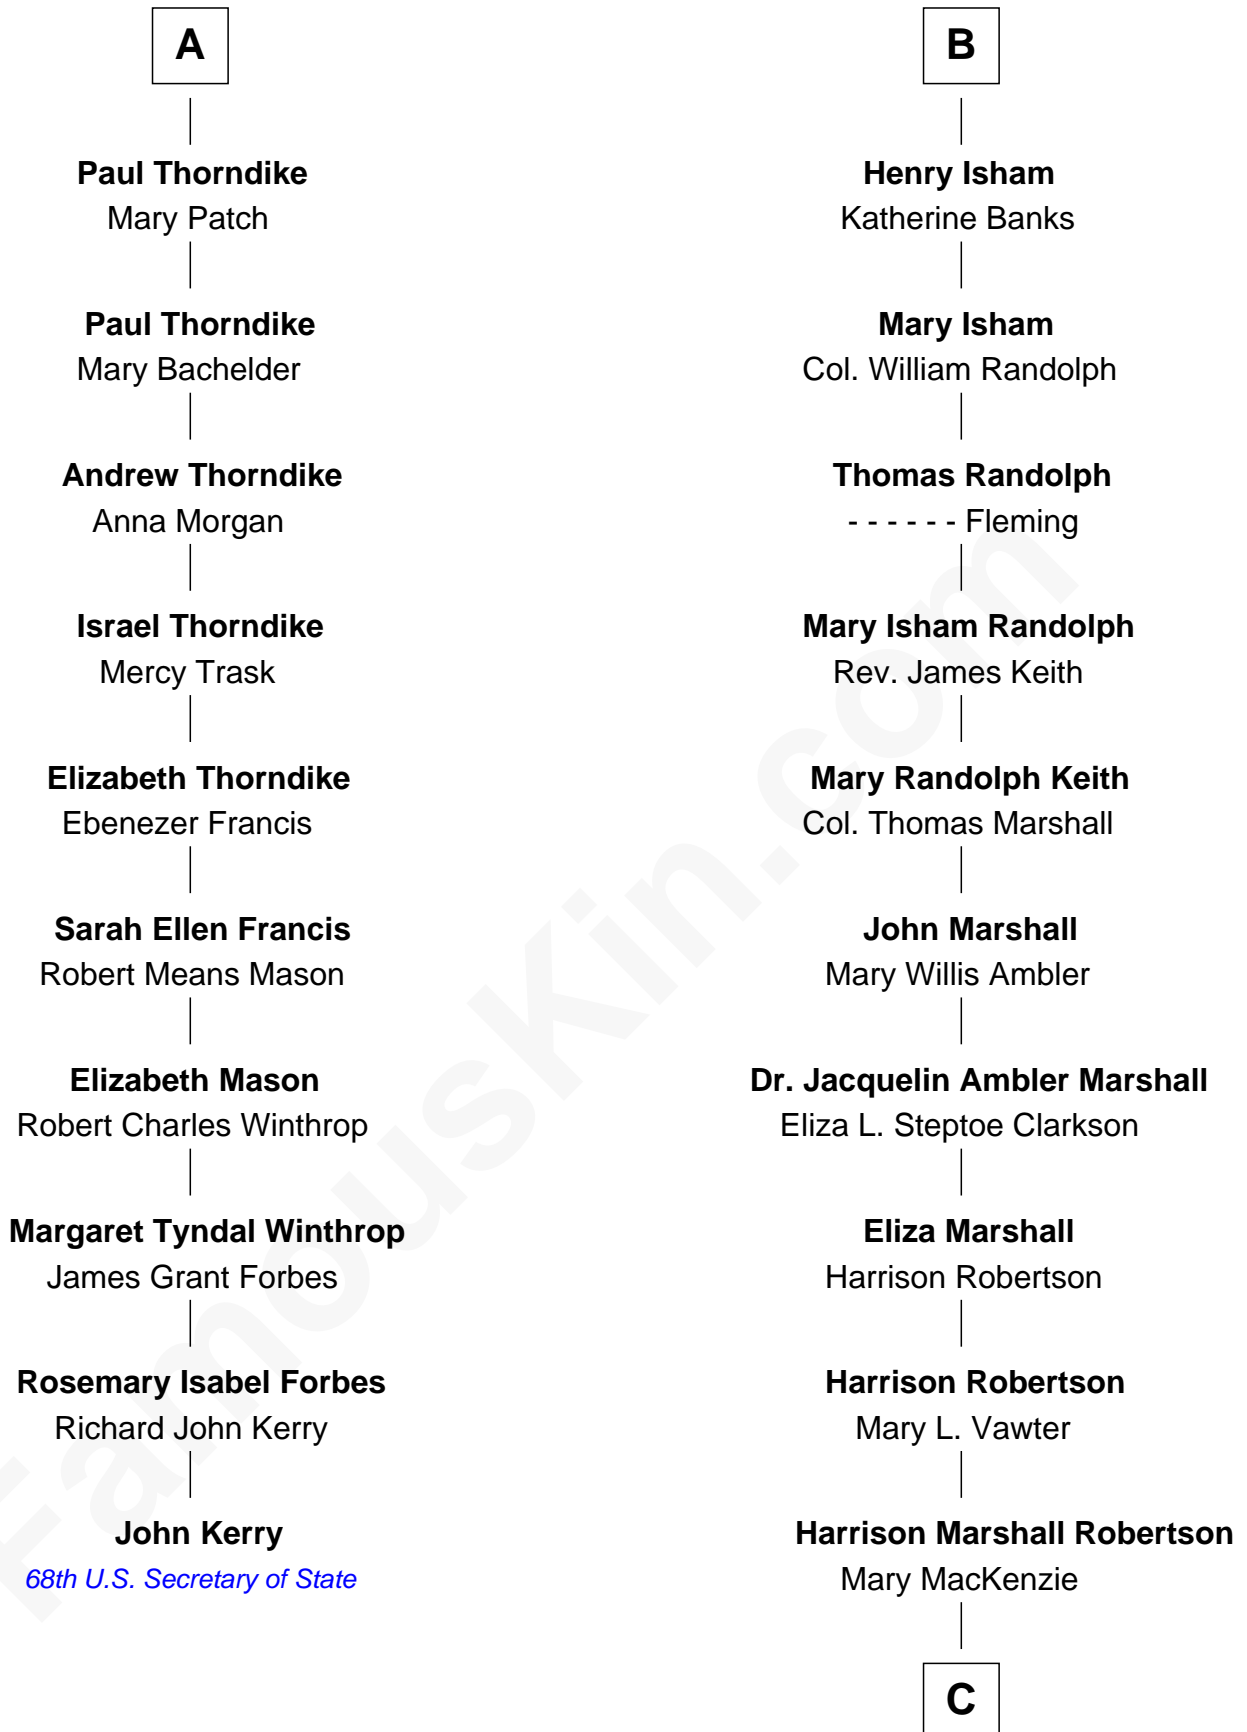 A
Paul Thorndike
Mary Patch
Paul Thorndike
Mary Bachelder
Andrew Thorndike
Anna Morgan
Israel Thorndike
Mercy Trask
Elizabeth Thorndike
Ebenezer Francis
Sarah Ellen Francis
Robert Means Mason
Elizabeth Mason
Robert Charles Winthrop
Margaret Tyndal Winthrop
James Grant Forbes
Rosemary Isabel Forbes
Richard John Kerry
John Kerry
68th U.S. Secretary of State
B
Henry Isham
Katherine Banks
Mary Isham
Col. William Randolph
Thomas Randolph
- - - - - - Fleming
Mary Isham Randolph
Rev. James Keith
Mary Randolph Keith
Col. Thomas Marshall
John Marshall
Mary Willis Ambler
Dr. Jacquelin Ambler Marshall
Eliza L. Steptoe Clarkson
Eliza Marshall
Harrison Robertson
Harrison Robertson
Mary L. Vawter
Harrison Marshall Robertson
Mary MacKenzie
C
FamousKin.com